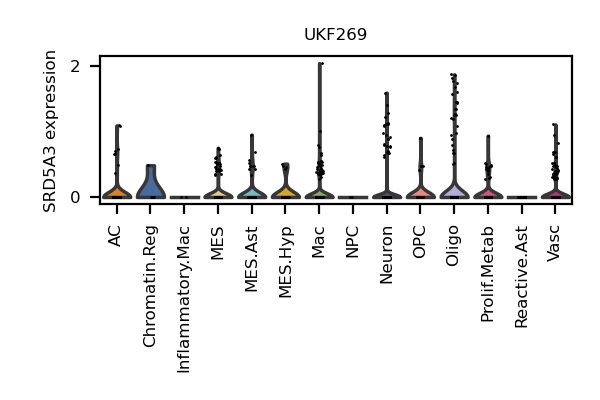 UKF269
SRD5A3 expression
2
0
AC
Chromatin.Reg
Inflammatory.Mac
MES
MES.Ast
MES.Hyp
Mac
NPC
Neuron
OPC
Oligo
Prolif.Metab
Reactive.Ast
Vasc